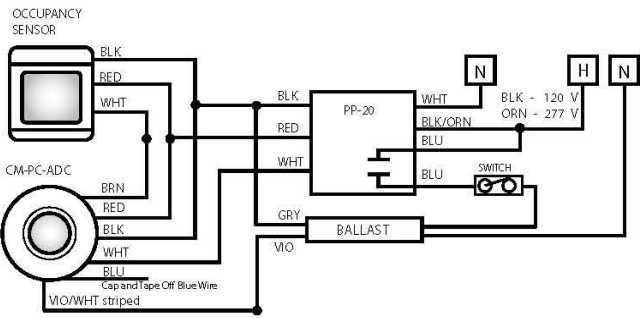 OCCUPANCY
SENSOR
BLK
RED
WHT
CM-PC-ADC
BRN
RED
BLK
WHT
BLU
Cap and Tape Off Blue Wire
VIO/WHT striped
BLK
RED
WHT
PP-20
WHT
BLK/ORN
BLU
BLU
N
H
N
BLK - 120 V
ORN - 277 V
SWITCH
GRY
VIO
BALLAST